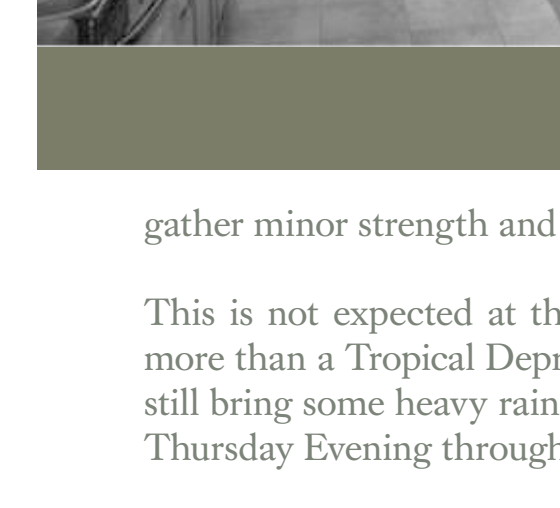 gather minor strength and
This is not expected at
more than a Tropical
still bring some heavy rain
Thursday Evening through